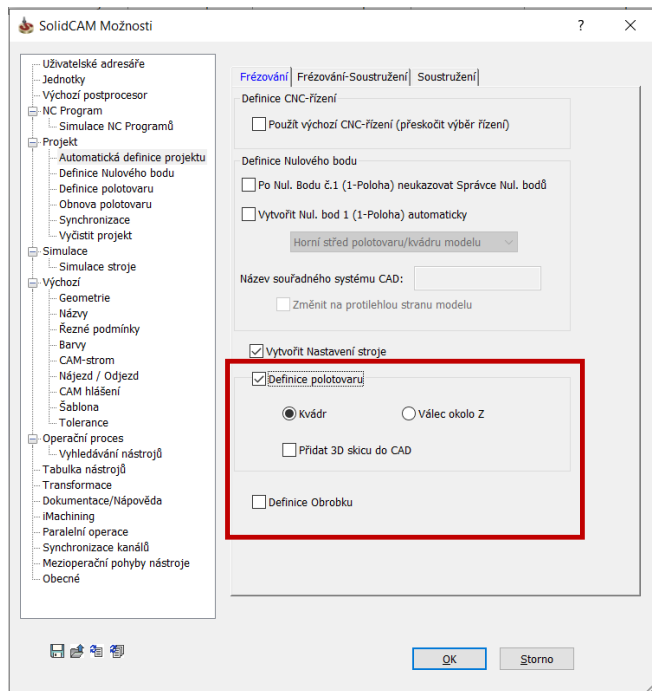 SolidCAM Možnosti
Uživatelské adresáře
Jednotky
Výchozí postprocesor
NC Program
Simulace NC Programů
Projekt
Automatická definice projektu
Definice Nulového bodu
Definice polotovaru
Obnova polotovaru
Synchronizace
Vyčistit projekt
Simulace
Simulace stroje
Výchozí
Geometrie
Názvy
Řezné podmínky
Barvy
CAM-strom
Nájezd / Odjezd
CAM hlášení
Šablona
Tolerance
Operační proces
Vyhledávání nástrojů
Tabulka nástrojů
Transformace
Dokumentace/Nápověda
iMachining
Paralelní operace
Synchronizace kanálů
Mezioperační pohyby nástroje
Obecné
Frézování Frézování-Soustružení Soustružení
Definice CNC-řízení
Použít výchozí CNC-řízení (přeskočit výběr řízení)
Definice Nulového bodu
Po Nul. Bodu č.1 (1-Poloha) neukazovat Správce Nul. bodů
Vytvořit Nul. bod 1 (1-Poloha) automaticky
Horní střed polotovaru/kvádru modelu
Název souřadného systému CAD:
Změnit na protilehlou stranu modelu
Vytvořit Nastavení stroje
Definice polotovaru
Kvádr Válec okolo Z
Přidat 3D skicu do CAD
Definice Obrobku
OK Storno